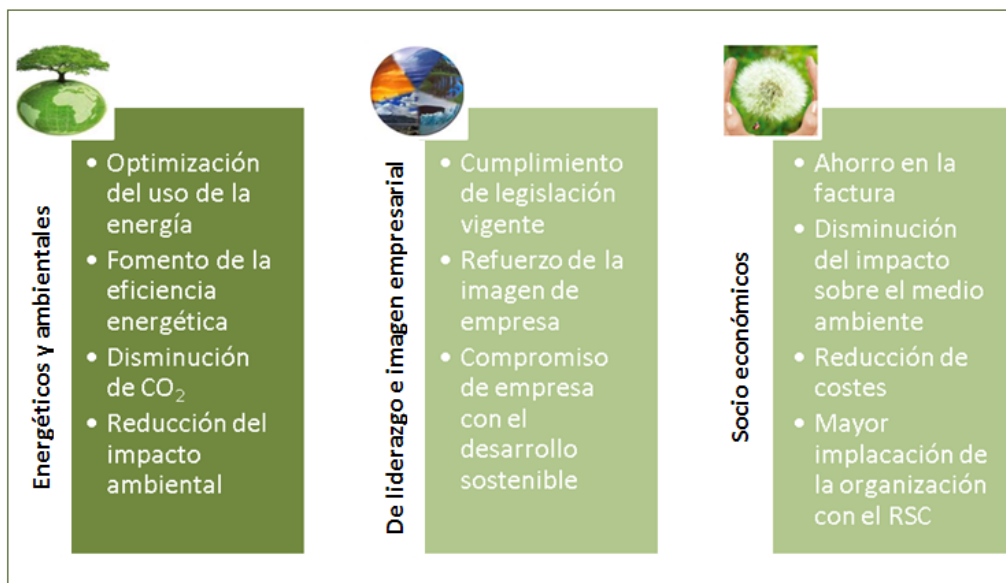 Energéticos y ambientales
• Optimización
del uso de la
energía
• Fomento de la
eficiencia
energética
• Disminución
de CO₂
• Reducción del
impacto
ambiental
De liderazgo e imagen empresarial
• Cumplimiento
de legislación
vigente
• Refuerzo de la
imagen de
empresa
• Compromiso
de empresa
con el
desarrollo
sostenible
Socio económicos
• Ahorro en la
factura
• Disminución
del impacto
sobre el medio
ambiente
• Reducción de
costes
• Mayor
implacación de
la organización
con el RSC